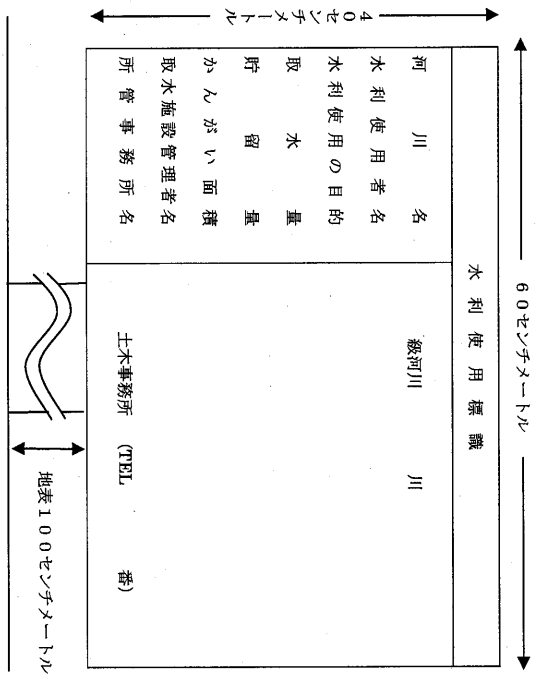 60センチメートル
40センチメートル
水利使用標識
河川名 級河川 川
水利使用者名
水利使用の目的
取水量
貯留量
かんがい面積
取水施設管理者名
所管事務所名 土木事務所 (TEL 番)
地表100センチメートル